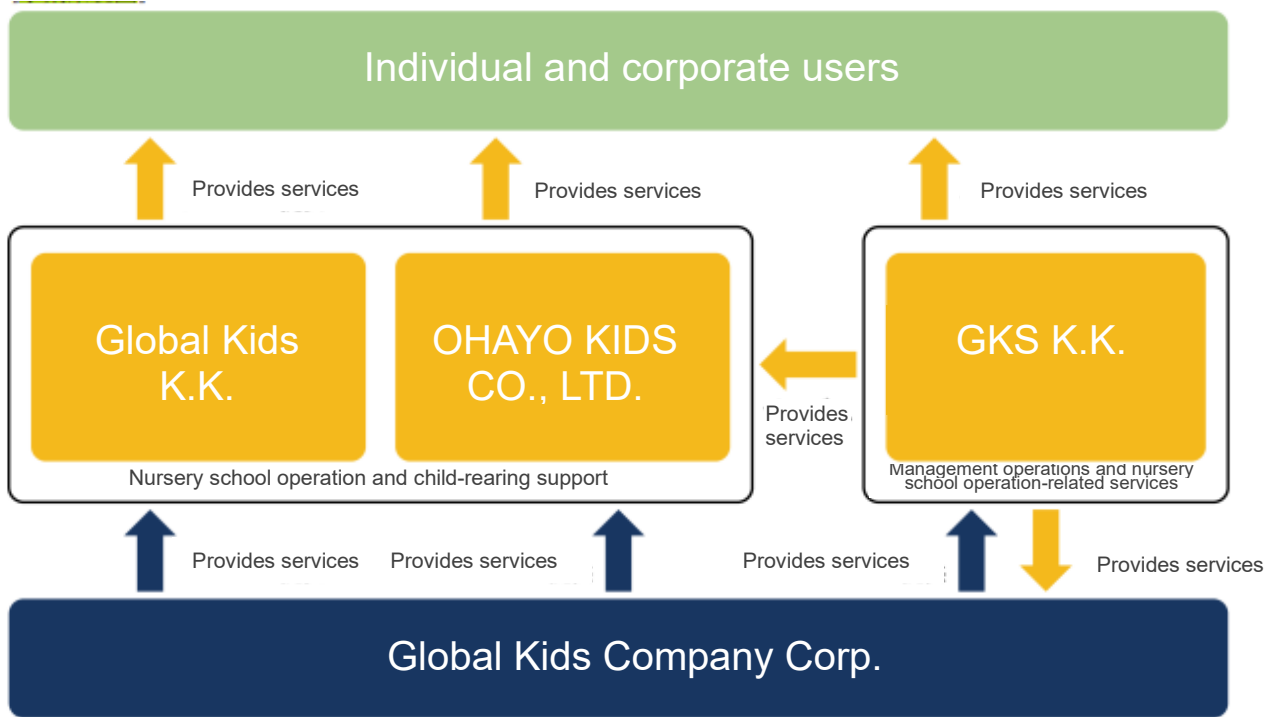 Individual and corporate users
Provides services
Provides services
Provides services
Global Kids
K.K.
OHAYO KIDS
CO., LTD.
GKS K.K.
Provides
services
Nursery school operation and child-rearing support
Management operations and nursery
school operation-related services
Provides services
Provides services
Provides services
Provides services
Global Kids Company Corp.